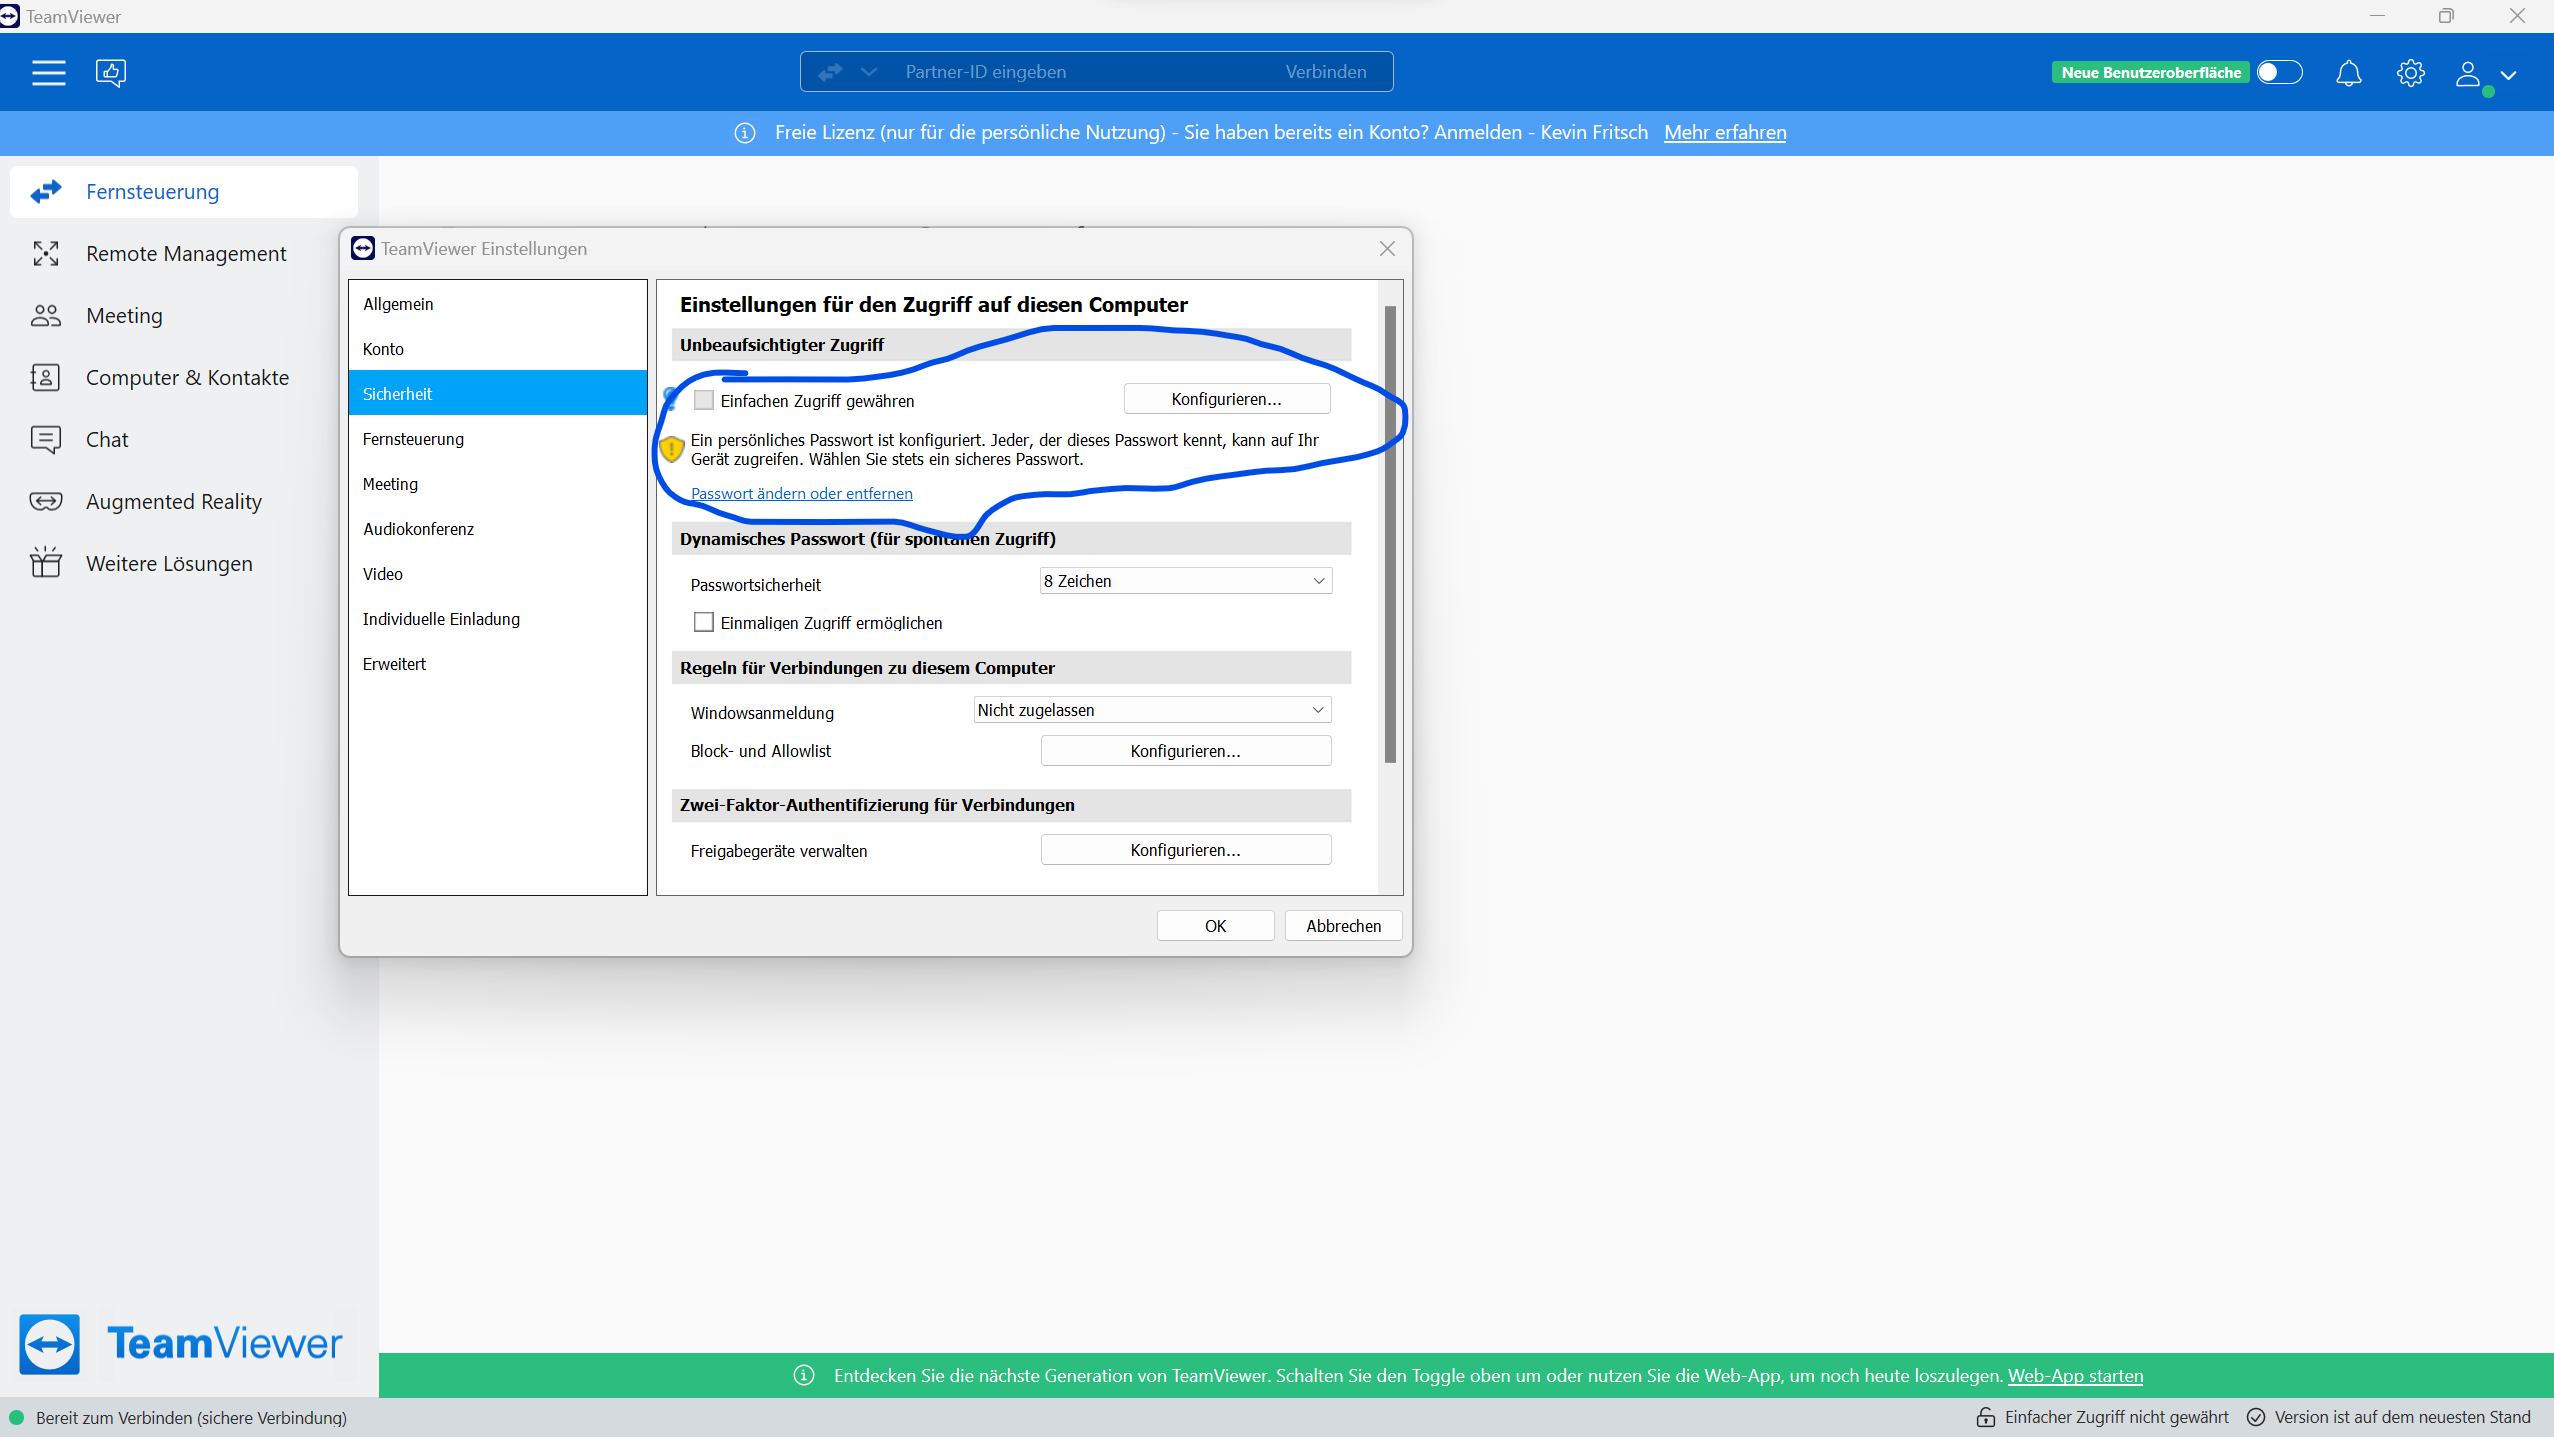 TeamViewer
Partner-ID eingeben
Verbinden
Neue Benutzeroberfläche
Freie Lizenz (nur für die persönliche Nutzung) - Sie haben bereits ein Konto? Anmelden - Kevin Fritsch Mehr erfahren
Fernsteuerung
Remote Management
Meeting
Computer & Kontakte
Chat
Augmented Reality
Weitere Lösungen
TeamViewer Einstellungen
Allgemein
Konto
Sicherheit
Fernsteuerung
Meeting
Audiokonferenz
Video
Individuelle Einladung
Erweitert
Einstellungen für den Zugriff auf diesen Computer
Unbeaufsichtigter Zugriff
Einfachen Zugriff gewähren
Konfigurieren...
Ein persönliches Passwort ist konfiguriert. Jeder, der dieses Passwort kennt, kann auf Ihr
Gerät zugreifen. Wählen Sie stets ein sicheres Passwort.
Passwort ändern oder entfernen
Dynamisches Passwort (für spontanen Zugriff)
Passwortsicherheit
8 Zeichen
Einmaligen Zugriff ermöglichen
Regeln für Verbindungen zu diesem Computer
Windowsanmeldung
Nicht zugelassen
Block- und Allowlist
Konfigurieren...
Zwei-Faktor-Authentifizierung für Verbindungen
Freigabegeräte verwalten
Konfigurieren...
OK
Abbrechen
TeamViewer
Entdecken Sie die nächste Generation von TeamViewer. Schalten Sie den Toggle oben um oder nutzen Sie die Web-App, um noch heute loszulegen. Web-App starten
Bereit zum Verbinden (sichere Verbindung)
Einfacher Zugriff nicht gewährt
Version ist auf dem neuesten Stand